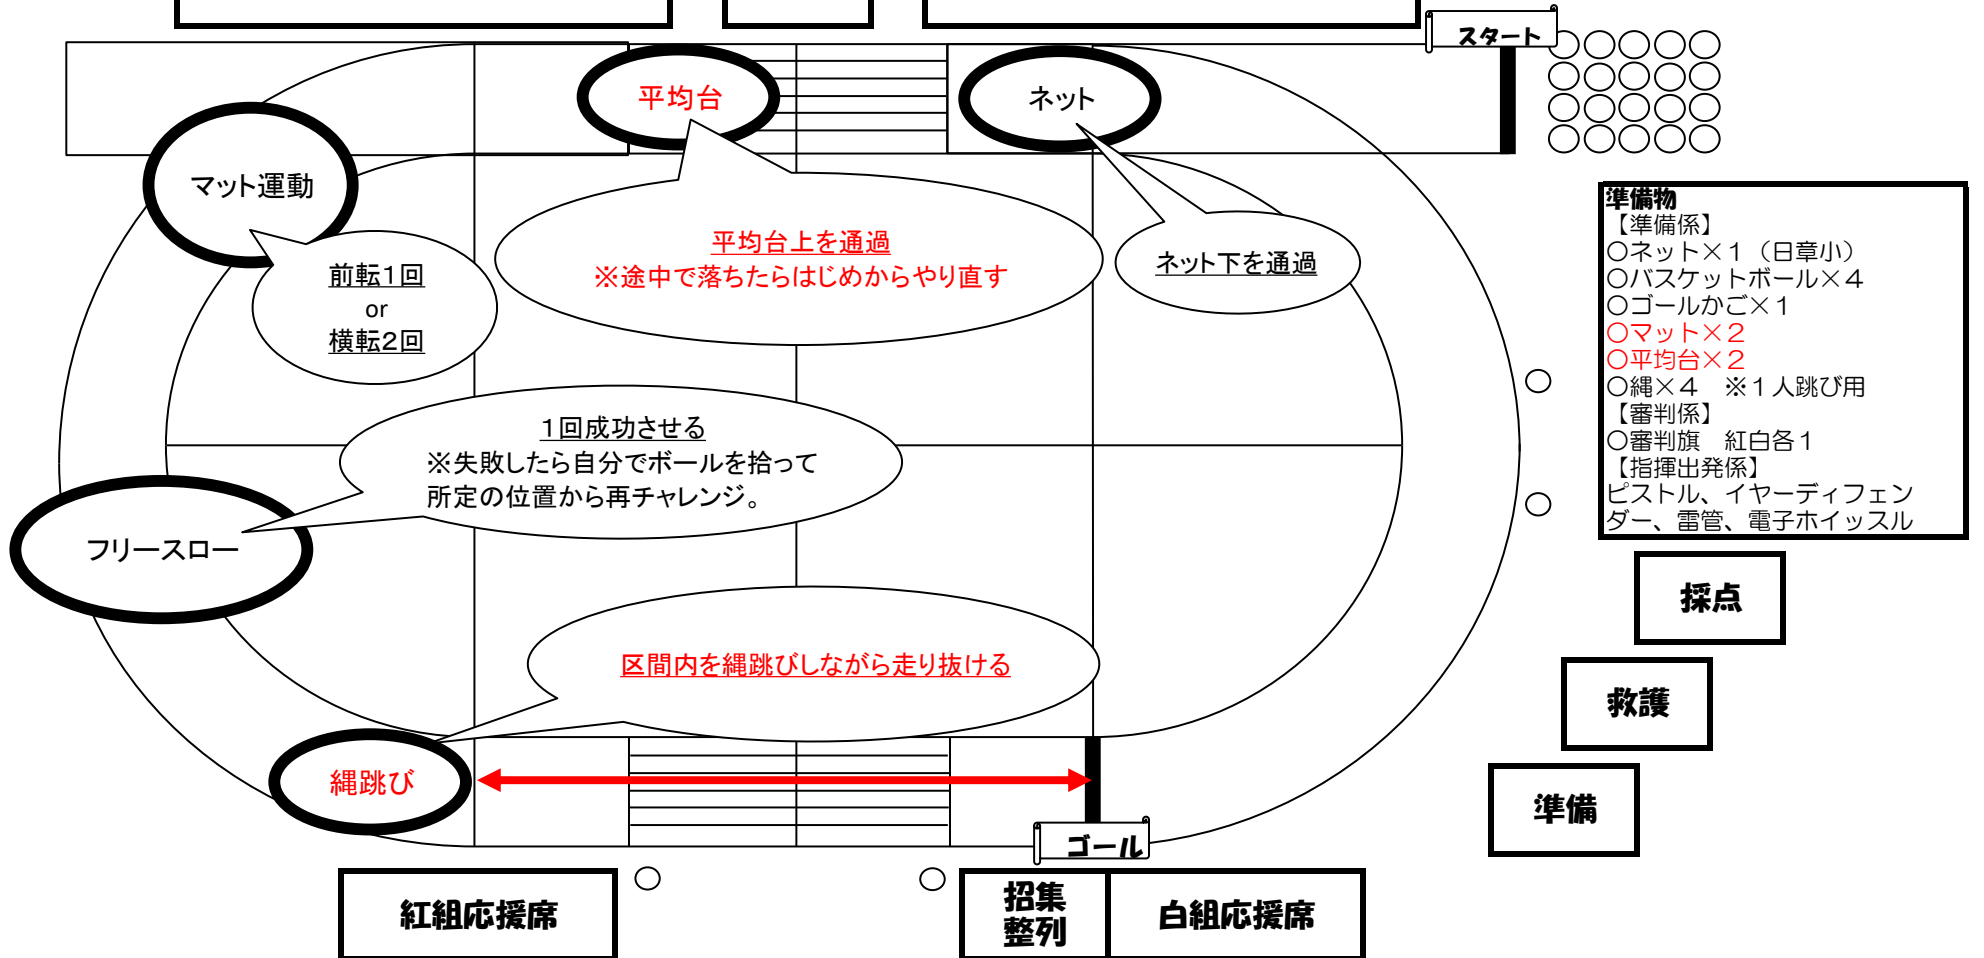 スタート
平均台
ネット
マット運動
平均台上を通過
※途中で落ちたらはじめからやり直す
ネット下を通過
前転1回
or
横転2回
準備物
【準備係】
○ネット×１（日章小）
○バスケットボール×４
○ゴールかご×１
○マット×２
○平均台×２
○縄×４　※１人跳び用
【審判係】
○審判旗　紅白各１
【指揮出発係】
ピストル、イヤーディフェン
ダー、雷管、電子ホイッスル
1回成功させる
※失敗したら自分でボールを拾って
所定の位置から再チャレンジ。
フリースロー
採点
区間内を縄跳びしながら走り抜ける
救護
縄跳び
準備
ゴール
紅組応援席
招集
整列
白組応援席